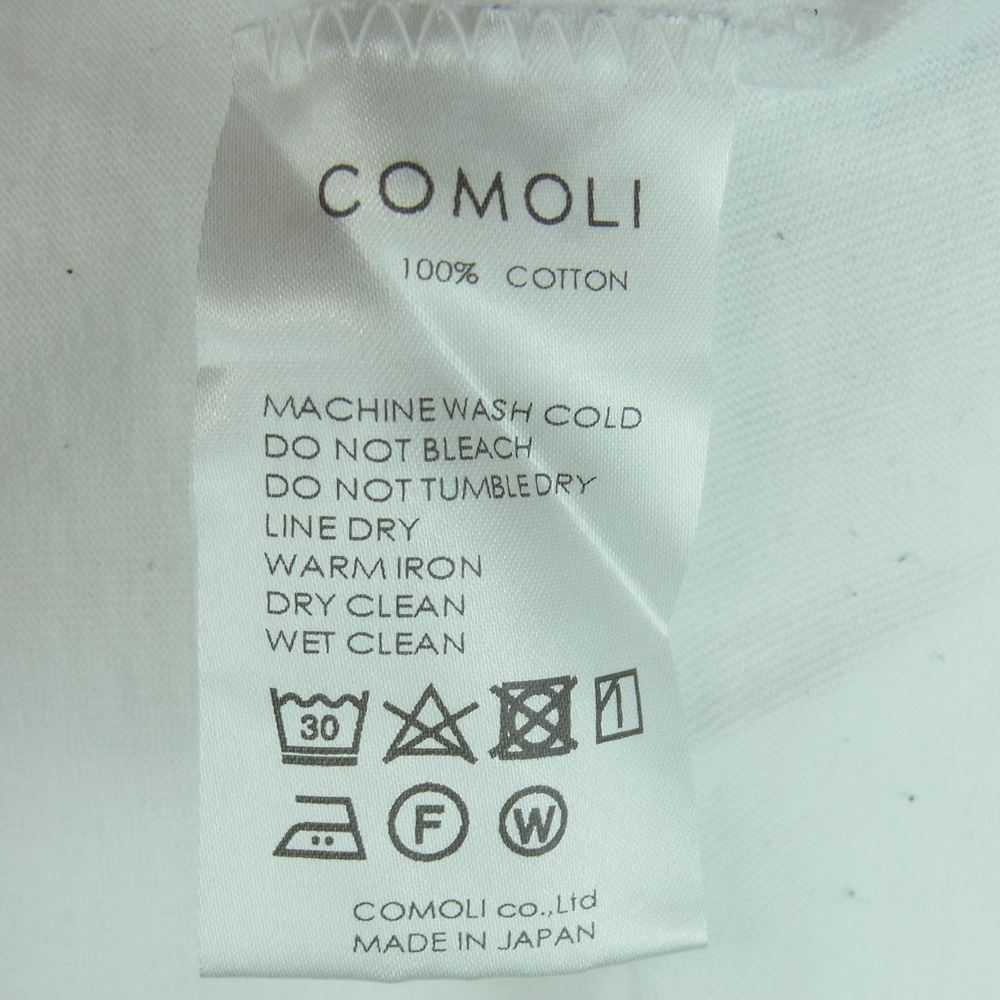 COMOLI
100% COTTON
MACHINE WASH COLD
DO NOT BLEACH
DO NOT TUMBLE DRY
LINE DRY
WARM IRON
DRY CLEAN
WET CLEAN
30
F W
COMOLI co.,Ltd
MADE IN JAPAN